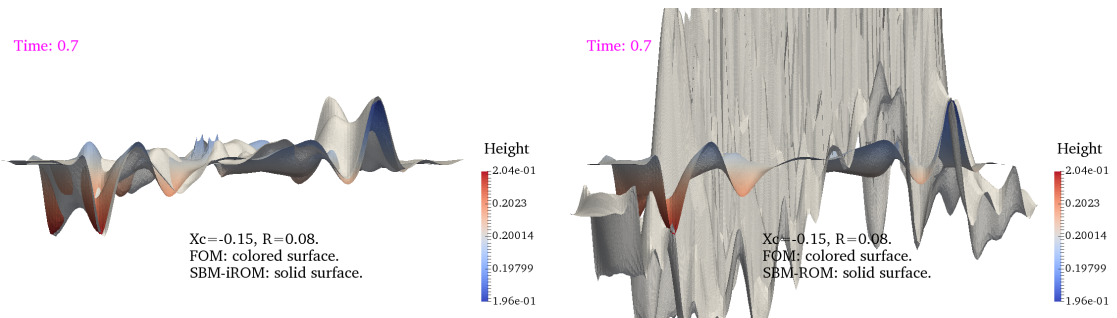 Time: 0.7
Height
2.04e-01
0.2023
0.20014
0.19799
1.96e-01
Xc=-0.15, R=0.08.
FOM: colored surface.
SBM-iROM: solid surface.
Time: 0.7
Height
2.04e-01
0.2023
0.20014
0.19799
1.96e-01
Xc=-0.15, R=0.08.
FOM: colored surface.
SBM-ROM: solid surface.